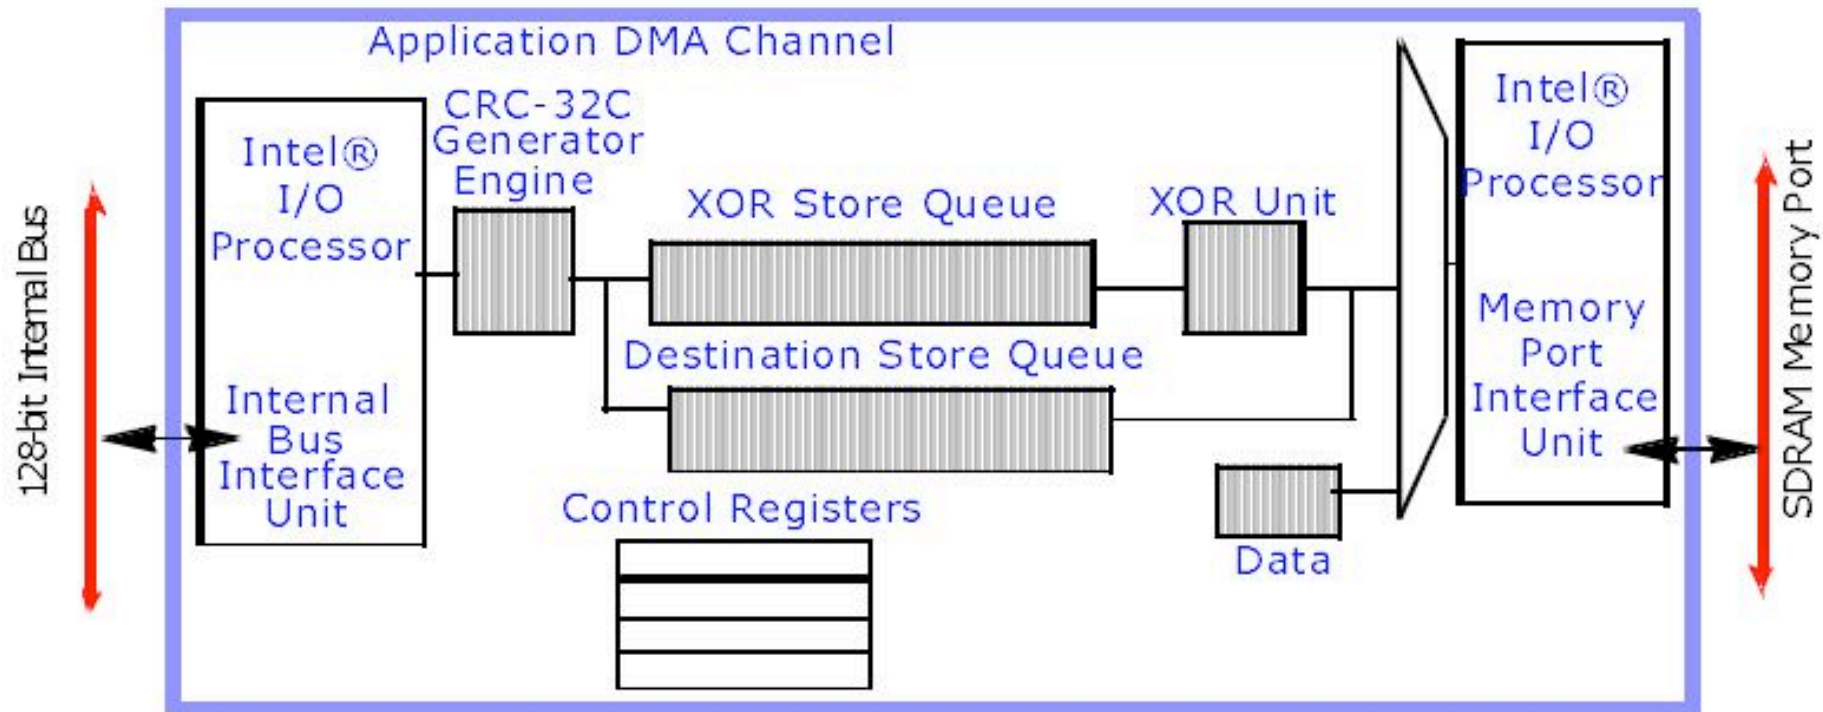 Application DMA Channel
128-bit Internal Bus
Intel®
I/O
Processor
Internal
Bus
Interface
Unit
CRC-32C
Generator
Engine
XOR Store Queue
XOR Unit
Destination Store Queue
Control Registers
Data
Intel®
I/O
Processor
Memory
Port
Interface
Unit
SDRAM Memory Port